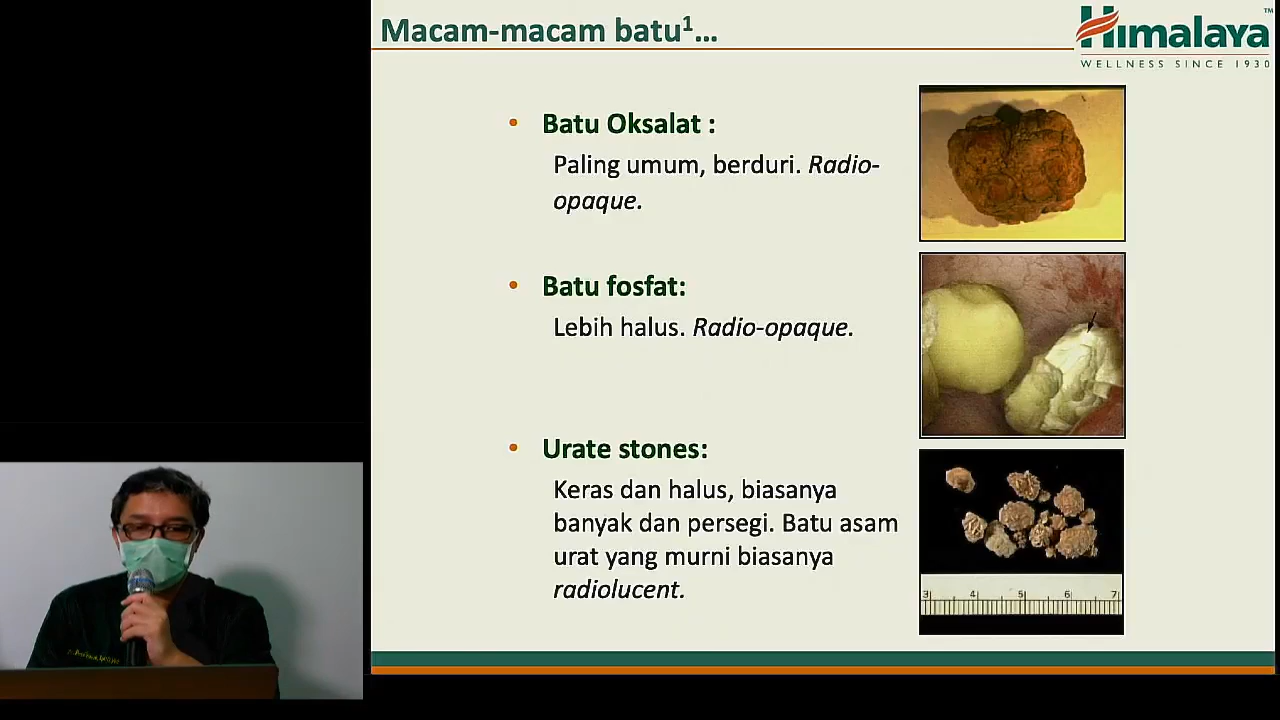 Macam-macam batu¹...
Himalaya™
WELLNESS SINCE 1930
• Batu Oksalat :
Paling umum, berduri. Radio-
opaque.
• Batu fosfat:
Lebih halus. Radio-opaque.
• Urate stones:
Keras dan halus, biasanya
banyak dan persegi. Batu asam
urat yang murni biasanya
radiolucent.
3 4 5 6 7